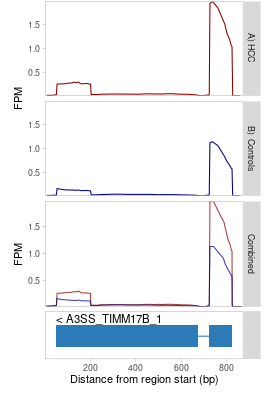 1.5
1.0
0.5
A) HCC
FPM
1.5
1.0
0.5
B) Controls
1.5
1.0
0.5
Combined
FPM
< A3SS_TIMM17B_1
200 400 600 800
Distance from region start (bp)